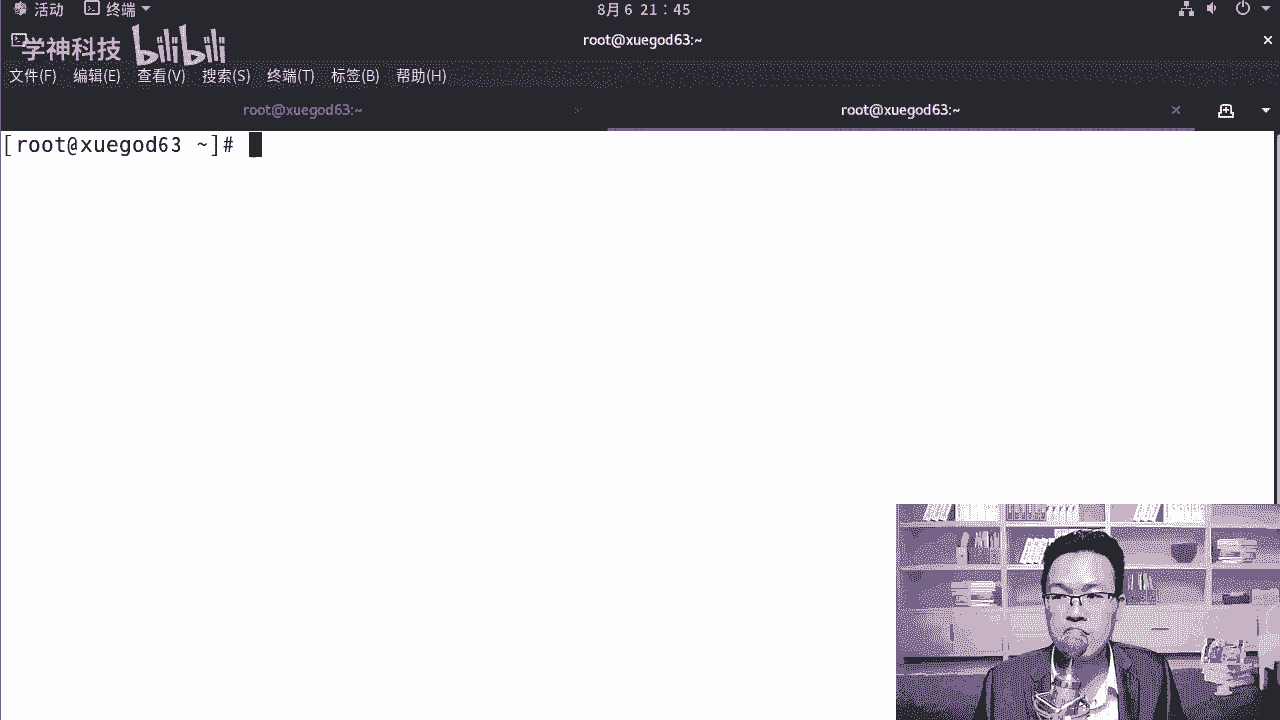 活动 终端 8月 6 21：45
root@xuegod63:~
学神科技 bilibili
文件(F) 编辑(E) 查看(V) 搜索(S) 终端(T) 标签(B) 帮助(H)
root@xuegod63:~ root@xuegod63:~
[root@xuegod63 ~]#